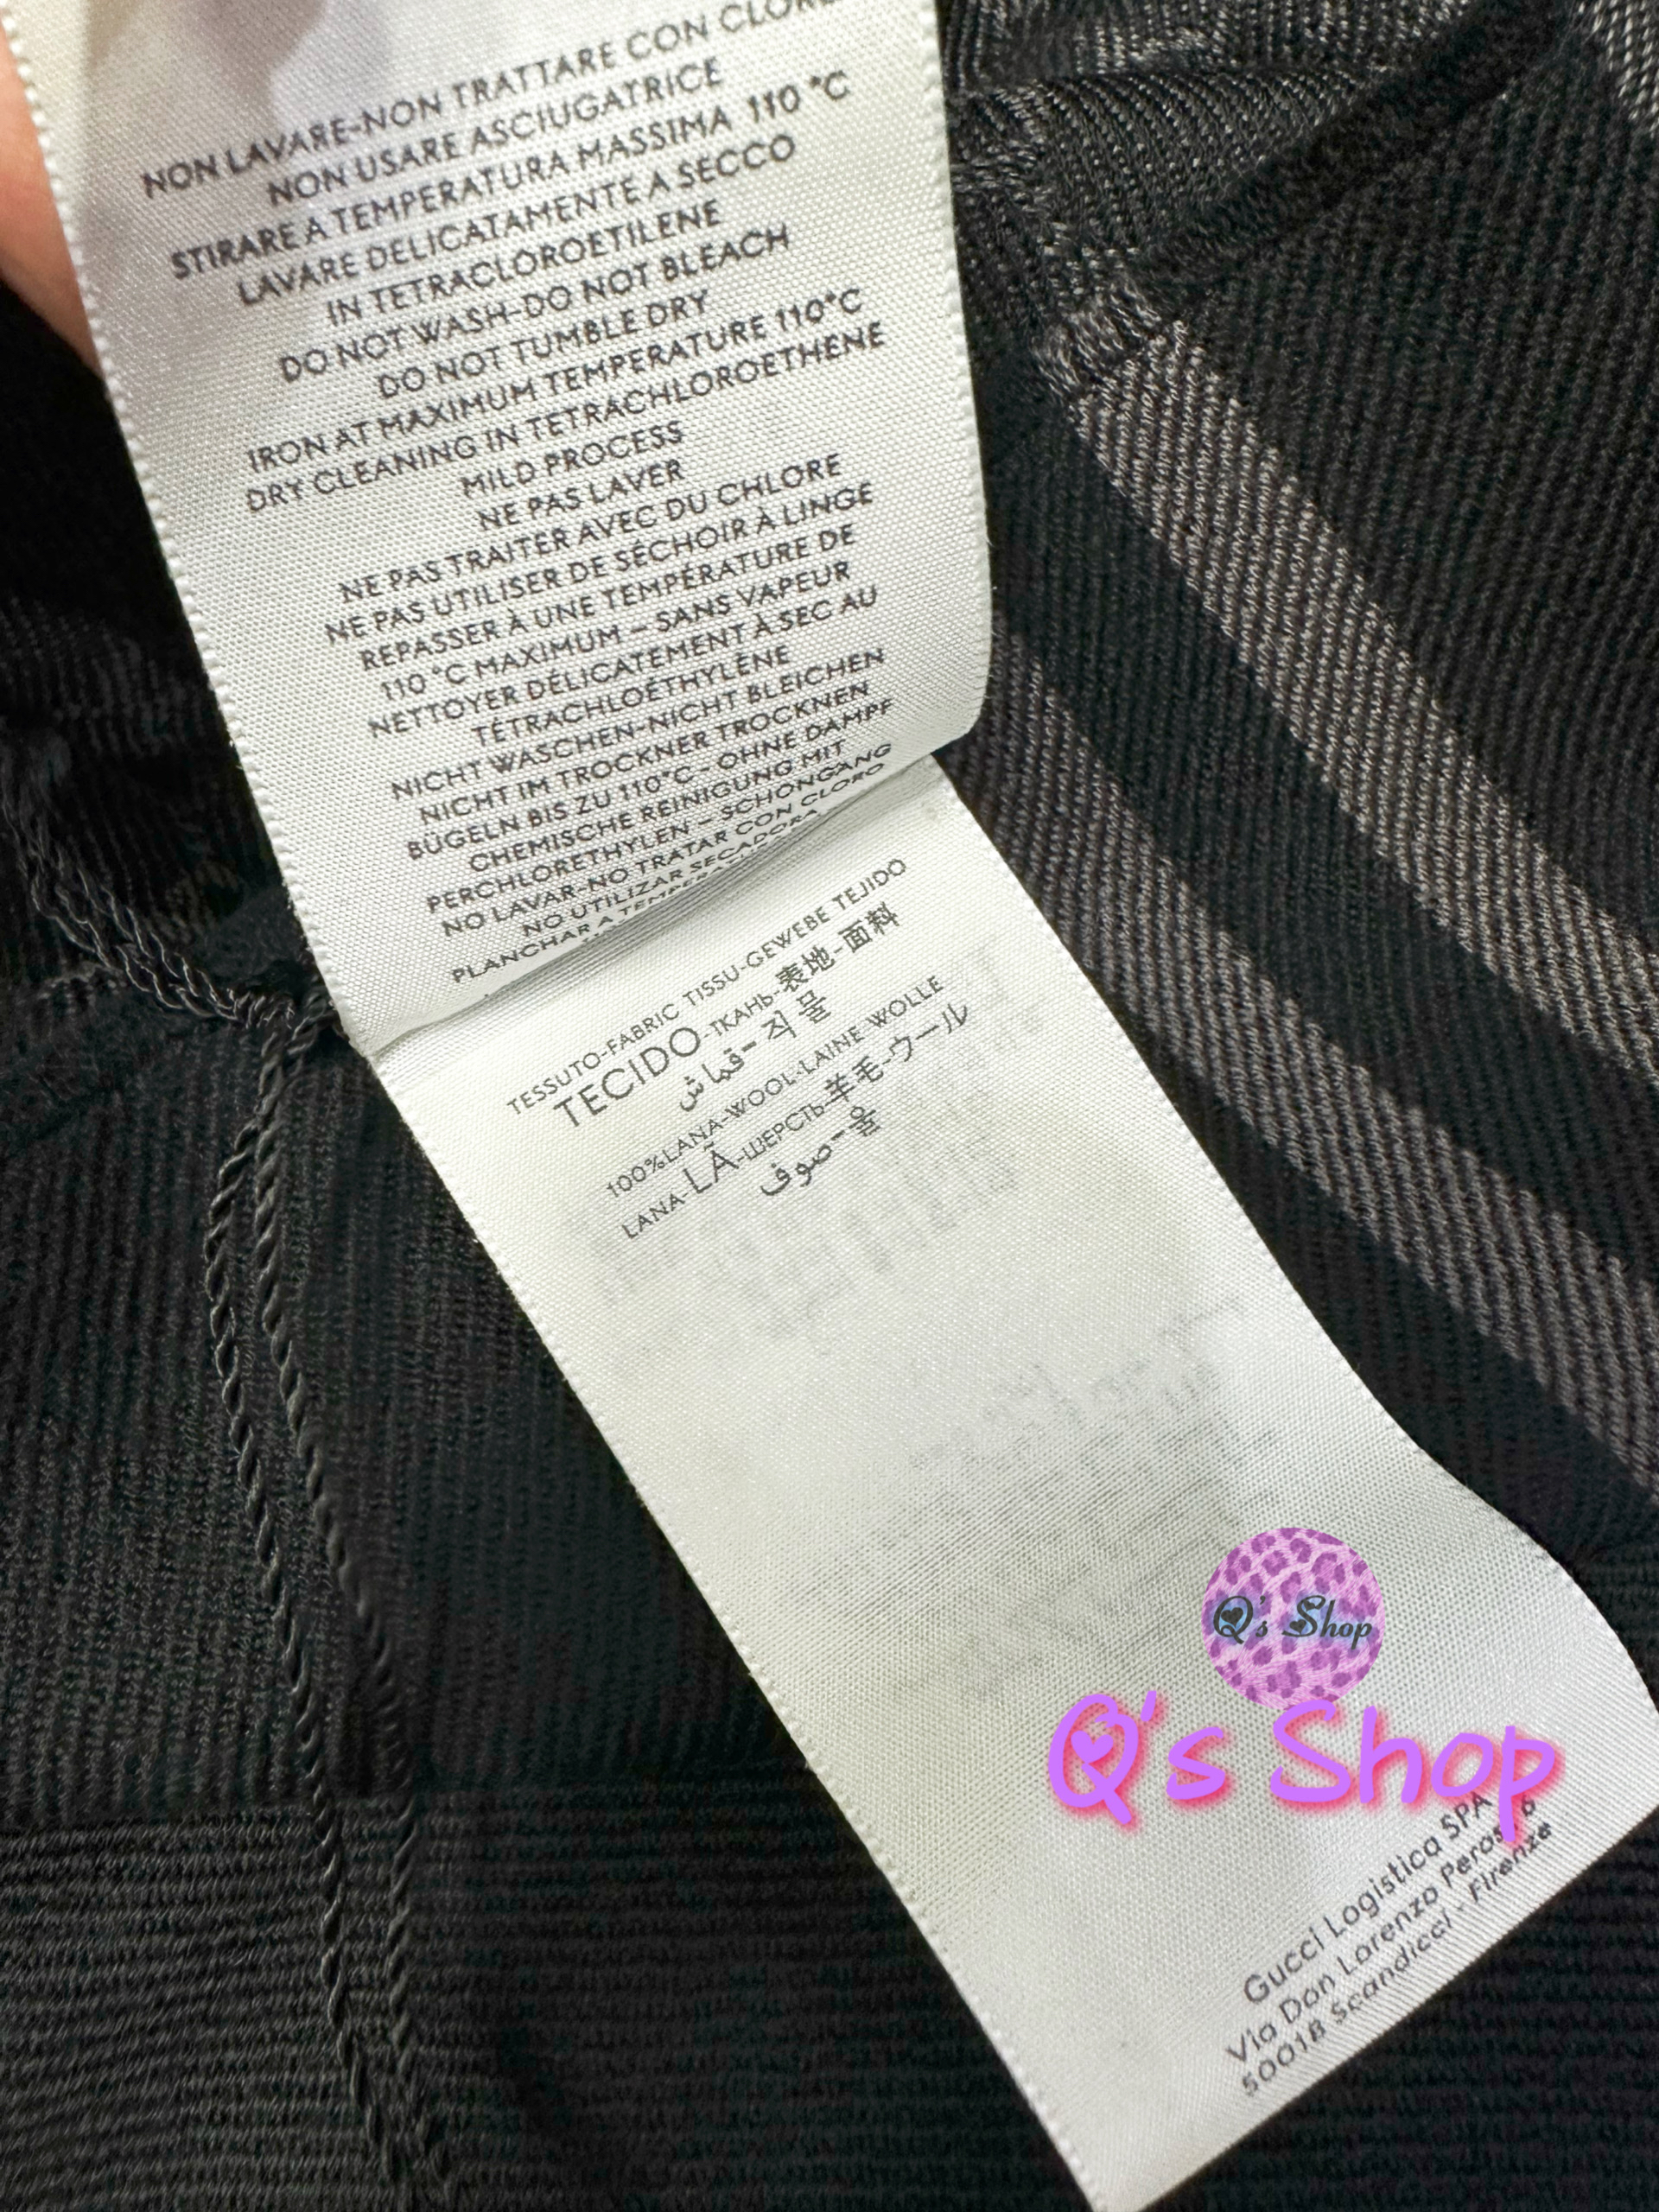 NON LAVARE-NON TRATTARE CON CLORO
NON USARE ASCIUGATRICE
STIRARE A TEMPERATURA MASSIMA 110 °C
LAVARE DELICATAMENTE A SECCO
IN TETRACLOROETILENE
DO NOT WASH-DO NOT BLEACH
DO NOT TUMBLE DRY
IRON AT MAXIMUM TEMPERATURE 110°C
DRY CLEANING IN TETRACHLOROETHENE
MILD PROCESS
NE PAS LAVER
NE PAS TRAITER AVEC DU CHLORE
NE PAS UTILISER DE SÉCHOIR À LINGE
REPASSER À UNE TEMPÉRATURE DE
110 °C MAXIMUM – SANS VAPEUR
NETTOYER DÉLICATEMENT À SEC AU
TÉTRACHLOÉTHYLÈNE
NICHT WASCHEN-NICHT BLEICHEN
NICHT IM TROCKNER TROCKNEN
BÜGELN BIS ZU 110°C - OHNE DAMPF
CHEMISCHE REINIGUNG MIT
PERCHLORETHYLEN – SCHONGANG
NO LAVAR-NO TRATAR CON CLORO
NO UTILIZAR SECADORA
PLANCHAR A
TESSUTO-FABRIC TISSU-GEWEBE TEJIDO
TECIDO-ТКАНЬ-表地-面料
قماش-직물
100%LANA-WOOL-LAINE-WOLLE
LANA-LÃ-ШЕРСТЬ-羊毛-ウール
صوف-울
Q's Shop
Q's Shop
Gucci Logistica SPA
Via Don Lorenzo Perosi 6
50018 Scandicci - Firenze